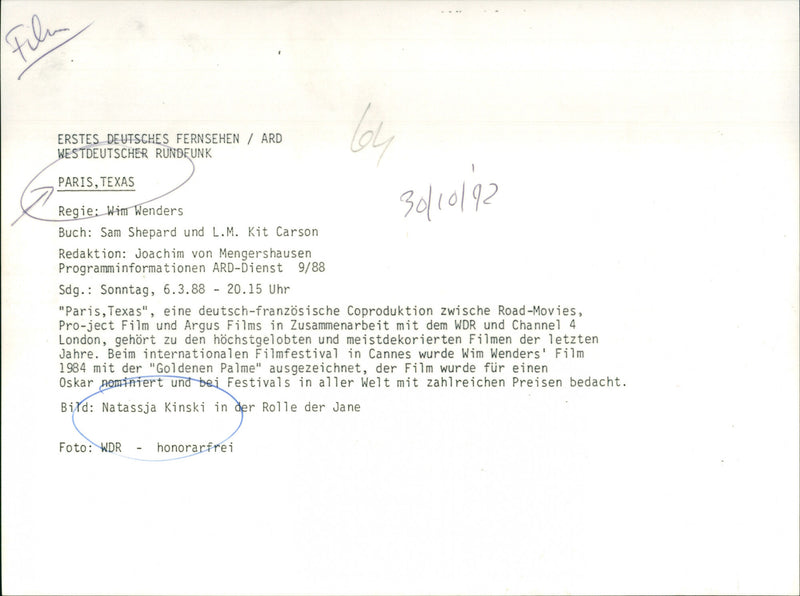 Film
64
ERSTES DEUTSCHES FERNSEHEN / ARD
WESTDEUTSCHER RUNDFUNK
PARIS,TEXAS
30/10/92
Regie: Wim Wenders
Buch: Sam Shepard und L.M. Kit Carson
Redaktion: Joachim von Mengershausen
Programminformationen ARD-Dienst 9/88
Sdg.: Sonntag, 6.3.88 - 20.15 Uhr
"Paris,Texas", eine deutsch-französische Coproduktion zwische Road-Movies,
Pro-ject Film und Argus Films in Zusammenarbeit mit dem WDR und Channel 4
London, gehört zu den höchstgelobten und meistdekorierten Filmen der letzten
Jahre. Beim internationalen Filmfestival in Cannes wurde Wim Wenders' Film
1984 mit der "Goldenen Palme" ausgezeichnet, der Film wurde für einen
Oskar nominiert und bei Festivals in aller Welt mit zahlreichen Preisen bedacht.
Bild: Natassja Kinski in der Rolle der Jane
Foto: WDR - honorarfrei